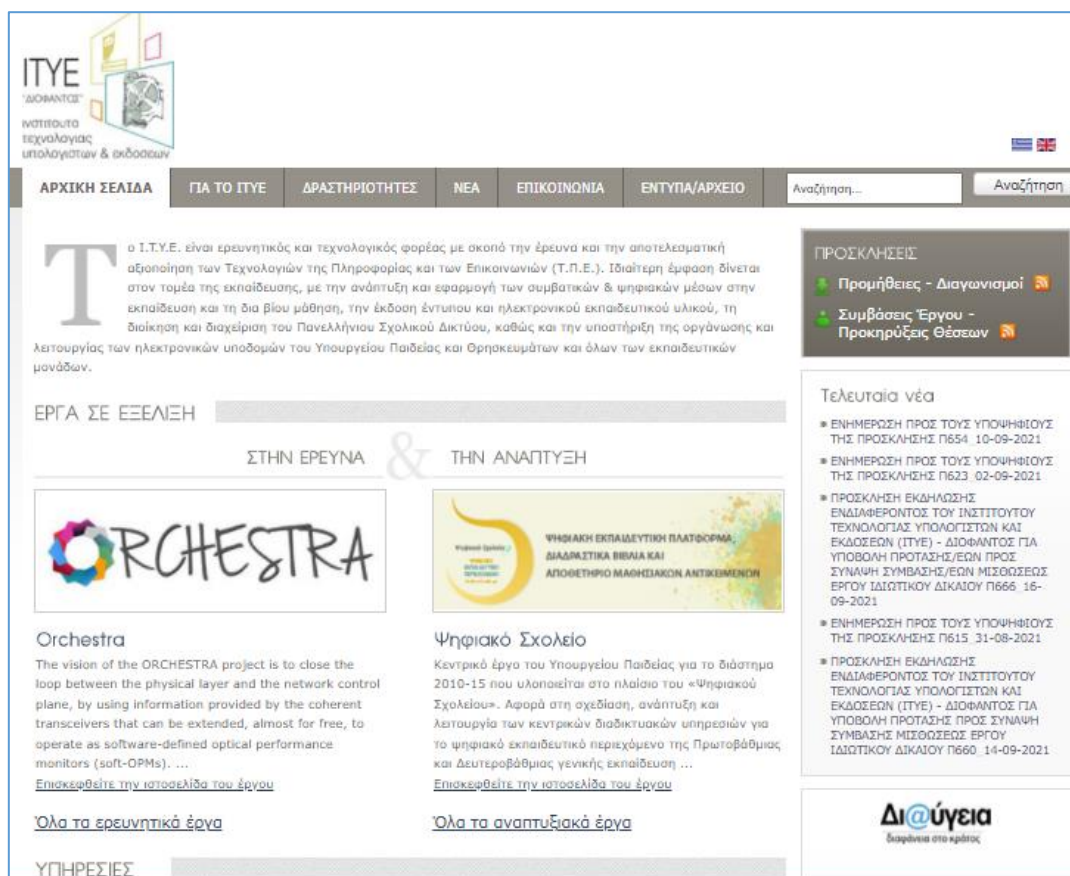 ΙΤΥΕ
"ΔΙΟΦΑΝΤΟΣ"
ινστιτουτο
τεχνολογιας
υπολογιστων & εκδοσεων
ΑΡΧΙΚΗ ΣΕΛΙΔΑ
ΓΙΑ ΤΟ ΙΤΥΕ
ΔΡΑΣΤΗΡΙΟΤΗΤΕΣ
ΝΕΑ
ΕΠΙΚΟΙΝΩΝΙΑ
ΕΝΤΥΠΑ/ΑΡΧΕΙΟ
Αναζήτηση...
Αναζήτηση
Το Ι.Τ.Υ.Ε. είναι ερευνητικός και τεχνολογικός φορέας με σκοπό την έρευνα και την αποτελεσματική
αξιοποίηση των Τεχνολογιών της Πληροφορίας και των Επικοινωνιών (Τ.Π.Ε.). Ιδιαίτερη έμφαση δίνεται
στον τομέα της εκπαίδευσης, με την ανάπτυξη και εφαρμογή των συμβατικών & ψηφιακών μέσων στην
εκπαίδευση και τη δια βίου μάθηση, την έκδοση έντυπου και ηλεκτρονικού εκπαιδευτικού υλικού, τη
διοίκηση και διαχείριση του Πανελλήνιου Σχολικού Δικτύου, καθώς και την υποστήριξη της οργάνωσης και
λειτουργίας των ηλεκτρονικών υποδομών του Υπουργείου Παιδείας και Θρησκευμάτων και όλων των εκπαιδευτικών
μονάδων.
ΕΡΓΑ ΣΕ ΕΞΕΛΙΞΗ
ΣΤΗΝ ΕΡΕΥΝΑ & ΤΗΝ ΑΝΑΠΤΥΞΗ
ORCHESTRA
Orchestra
The vision of the ORCHESTRA project is to close the
loop between the physical layer and the network control
plane, by using information provided by the coherent
transceivers that can be extended, almost for free, to
operate as software-defined optical performance
monitors (soft-OPMs). ...
Επισκεφθείτε την ιστοσελίδα του έργου
Όλα τα ερευνητικά έργα
ΨΗΦΙΑΚΗ ΕΚΠΑΙΔΕΥΤΙΚΗ ΠΛΑΤΦΟΡΜΑ,
ΔΙΑΔΡΑΣΤΙΚΑ ΒΙΒΛΙΑ ΚΑΙ
ΑΠΟΘΕΤΗΡΙΟ ΜΑΘΗΣΙΑΚΩΝ ΑΝΤΙΚΕΙΜΕΝΩΝ
Ψηφιακό Σχολείο
Κεντρικό έργο του Υπουργείου Παιδείας για το διάστημα
2010-15 που υλοποιείται στο πλαίσιο του «Ψηφιακού
Σχολείου». Αφορά στη σχεδίαση, ανάπτυξη και
λειτουργία των κεντρικών διαδικτυακών υπηρεσιών για
το ψηφιακό εκπαιδευτικό περιεχόμενο της Πρωτοβάθμιας
και Δευτεροβάθμιας γενικής εκπαίδευση ...
Επισκεφθείτε την ιστοσελίδα του έργου
Όλα τα αναπτυξιακά έργα
ΥΠΗΡΕΣΙΕΣ
ΠΡΟΣΚΛΗΣΕΙΣ
Προμήθειες - Διαγωνισμοί
Συμβάσεις Έργου -
Προκηρύξεις Θέσεων
Τελευταία νέα
ΕΝΗΜΕΡΩΣΗ ΠΡΟΣ ΤΟΥΣ ΥΠΟΨΗΦΙΟΥΣ
ΤΗΣ ΠΡΟΣΚΛΗΣΗΣ Π654_10-09-2021
ΕΝΗΜΕΡΩΣΗ ΠΡΟΣ ΤΟΥΣ ΥΠΟΨΗΦΙΟΥΣ
ΤΗΣ ΠΡΟΣΚΛΗΣΗΣ Π623_02-09-2021
ΠΡΟΣΚΛΗΣΗ ΕΚΔΗΛΩΣΗΣ
ΕΝΔΙΑΦΕΡΟΝΤΟΣ ΤΟΥ ΙΝΣΤΙΤΟΥΤΟΥ
ΤΕΧΝΟΛΟΓΙΑΣ ΥΠΟΛΟΓΙΣΤΩΝ ΚΑΙ
ΕΚΔΟΣΕΩΝ (ΙΤΥΕ) - ΔΙΟΦΑΝΤΟΣ ΓΙΑ
ΥΠΟΒΟΛΗ ΠΡΟΤΑΣΗΣ/ΕΩΝ ΠΡΟΣ
ΣΥΝΑΨΗ ΣΥΜΒΑΣΗΣ/ΕΩΝ ΜΙΣΘΩΣΕΩΣ
ΕΡΓΟΥ ΙΔΙΩΤΙΚΟΥ ΔΙΚΑΙΟΥ Π666_16-
09-2021
ΕΝΗΜΕΡΩΣΗ ΠΡΟΣ ΤΟΥΣ ΥΠΟΨΗΦΙΟΥΣ
ΤΗΣ ΠΡΟΣΚΛΗΣΗΣ Π615_31-08-2021
ΠΡΟΣΚΛΗΣΗ ΕΚΔΗΛΩΣΗΣ
ΕΝΔΙΑΦΕΡΟΝΤΟΣ ΤΟΥ ΙΝΣΤΙΤΟΥΤΟΥ
ΤΕΧΝΟΛΟΓΙΑΣ ΥΠΟΛΟΓΙΣΤΩΝ ΚΑΙ
ΕΚΔΟΣΕΩΝ (ΙΤΥΕ) - ΔΙΟΦΑΝΤΟΣ ΓΙΑ
ΥΠΟΒΟΛΗ ΠΡΟΤΑΣΗΣ ΠΡΟΣ ΣΥΝΑΨΗ
ΣΥΜΒΑΣΗΣ ΜΙΣΘΩΣΕΩΣ ΕΡΓΟΥ
ΙΔΙΩΤΙΚΟΥ ΔΙΚΑΙΟΥ Π660_14-09-2021
Δι@ύγεια
διαφάνεια στο κράτος